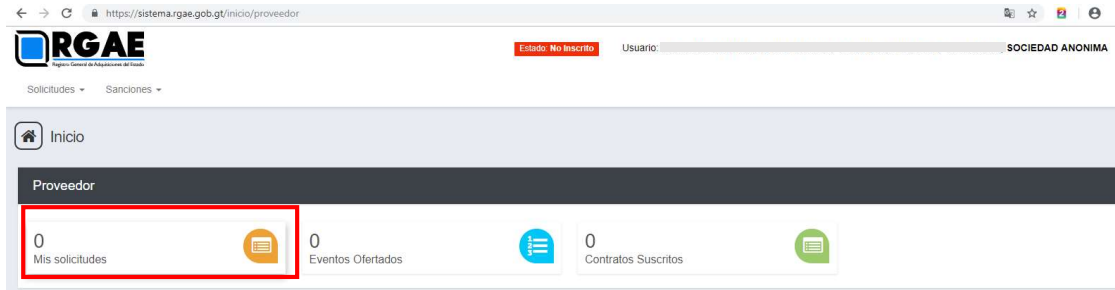 https://sistema.rgae.gob.gt/inicio/proveedor
RGAE
Registro General de Adquisiciones del Estado
Estado: No Inscrito Usuario: , SOCIEDAD ANONIMA
Solicitudes Sanciones
Inicio
Proveedor
0 0 0
Mis solicitudes Eventos Ofertados Contratos Suscritos